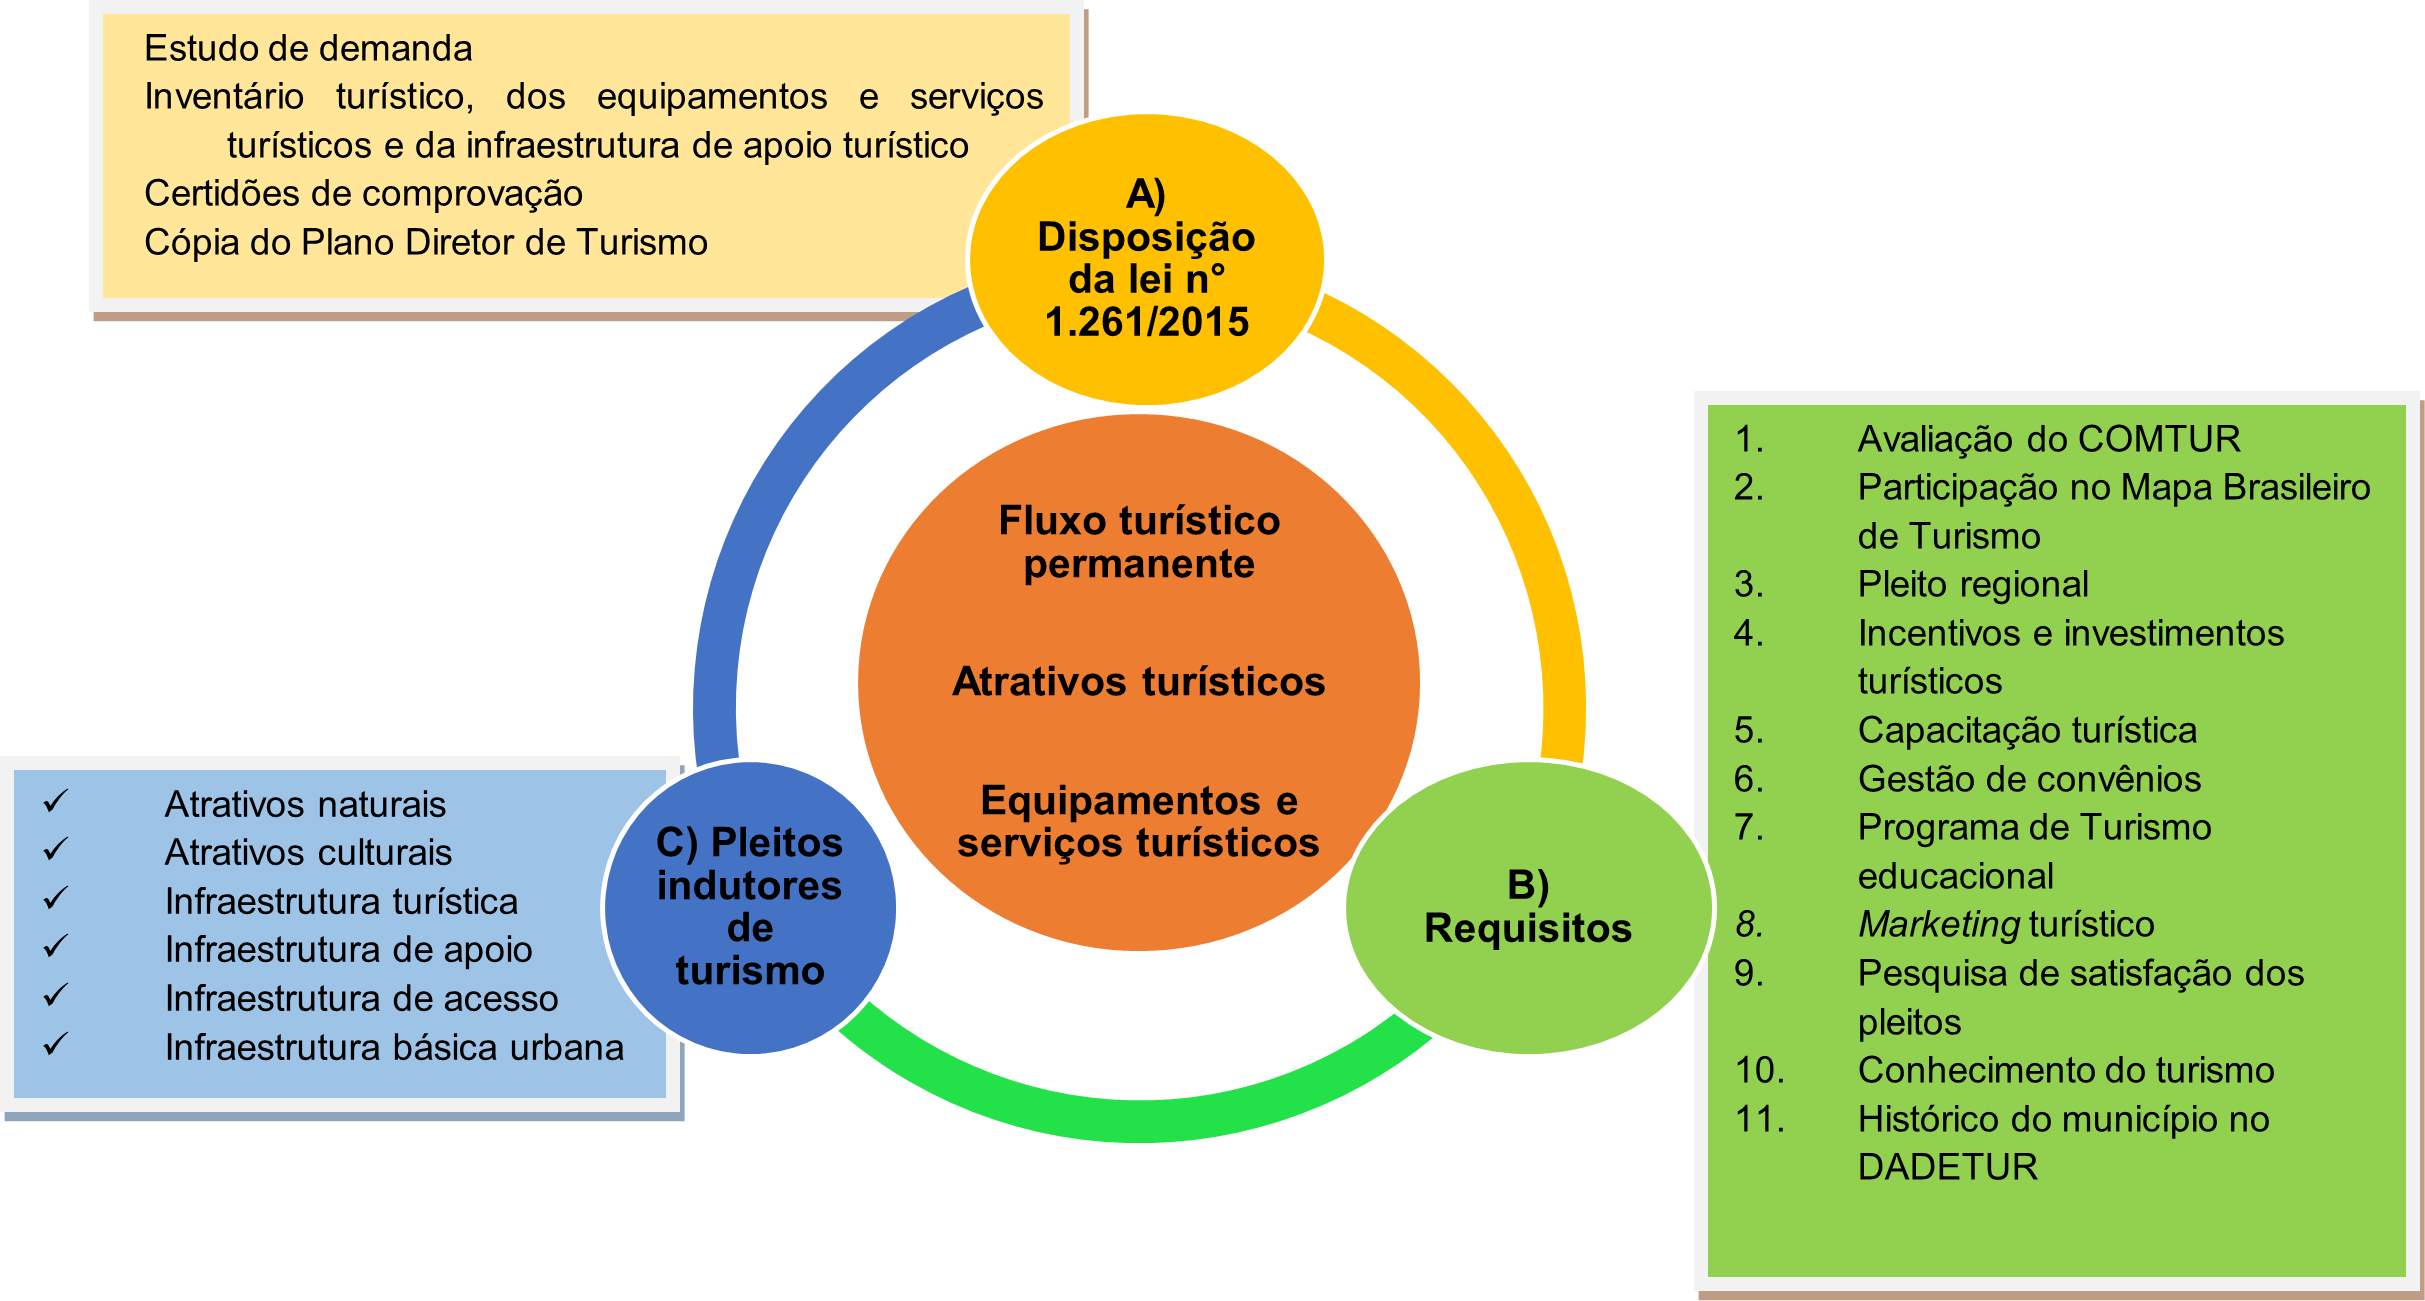 Estudo de demanda
Inventário turístico, dos equipamentos e serviços
turísticos e da infraestrutura de apoio turístico
Certidões de comprovação
Cópia do Plano Diretor de Turismo
A)
Disposição
da lei n°
1.261/2015
Fluxo turístico
permanente
Atrativos turísticos
Equipamentos e
serviços turísticos
B)
Requisitos
1. Avaliação do COMTUR
2. Participação no Mapa Brasileiro
de Turismo
3. Pleito regional
4. Incentivos e investimentos
turísticos
5. Capacitação turística
6. Gestão de convênios
7. Programa de Turismo
educacional
8. Marketing turístico
9. Pesquisa de satisfação dos
pleitos
10. Conhecimento do turismo
11. Histórico do município no
DADETUR
C) Pleitos
indutores
de
turismo
✓ Atrativos naturais
✓ Atrativos culturais
✓ Infraestrutura turística
✓ Infraestrutura de apoio
✓ Infraestrutura de acesso
✓ Infraestrutura básica urbana